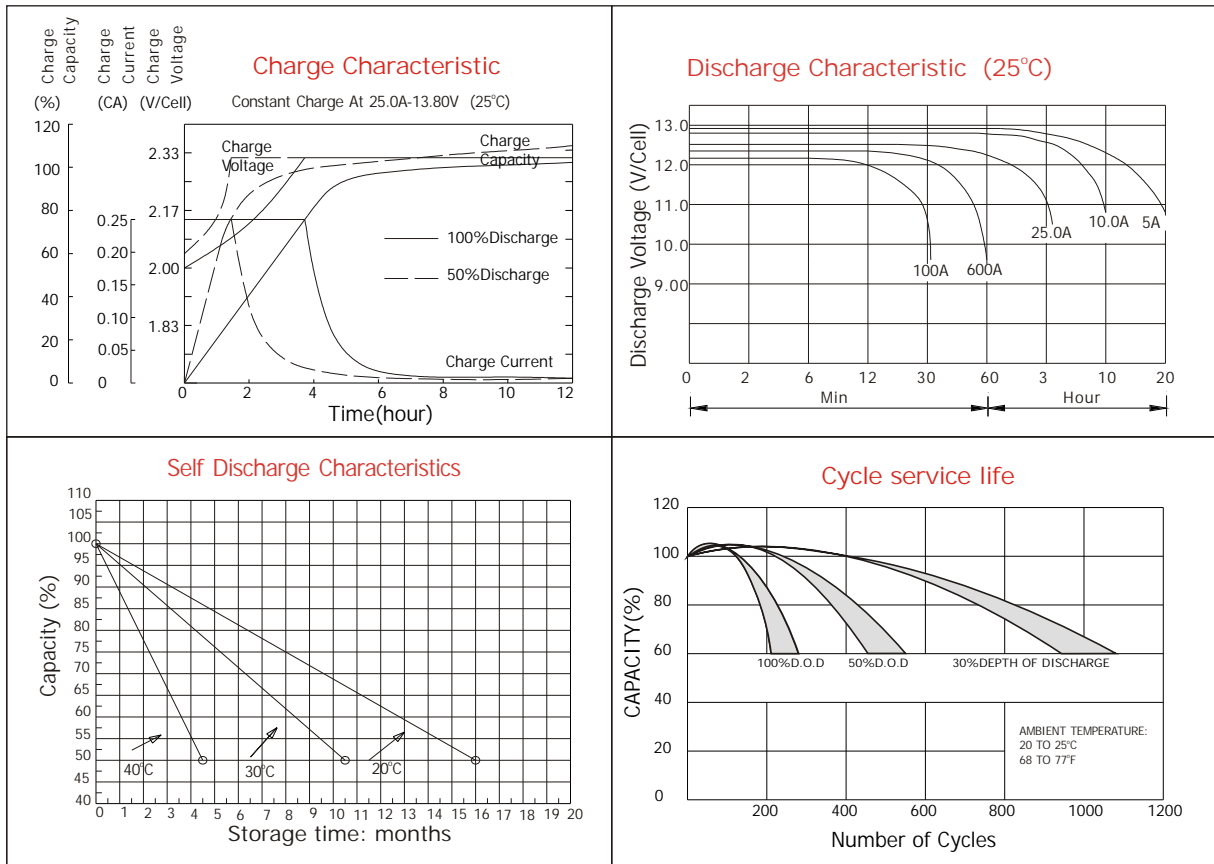 Charge Capacity
Charge Current
Charge Voltage
(%)
(CA)
(V/Cell)
Charge Characteristic
Constant Charge At 25.0A-13.80V (25°C)
120
100
80
60
40
20
0
0.25
0.20
0.15
0.10
0.05
0
2.33
2.17
2.00
1.83
Charge Voltage
Charge Capacity
100%Discharge
50%Discharge
Charge Current
0 2 4 6 8 10 12
Time(hour)
Discharge Characteristic (25°C)
Discharge Voltage (V/Cell)
13.0
12.0
11.0
10.0
9.00
100A
600A
25.0A
10.0A
5A
0 2 6 12 30 60 3 10 20
Min
Hour
Self Discharge Characteristics
Capacity (%)
110
105
100
95
90
85
80
75
70
65
60
55
50
45
40
40°C
30°C
20°C
0 1 2 3 4 5 6 7 8 9 10 11 12 13 14 15 16 17 18 19 20
Storage time: months
Cycle service life
CAPACITY(%)
120
100
80
60
40
20
0
100%D.O.D
50%D.O.D
30%DEPTH OF DISCHARGE
AMBIENT TEMPERATURE:
20 TO 25°C
68 TO 77°F
200 400 600 800 1000 1200
Number of Cycles